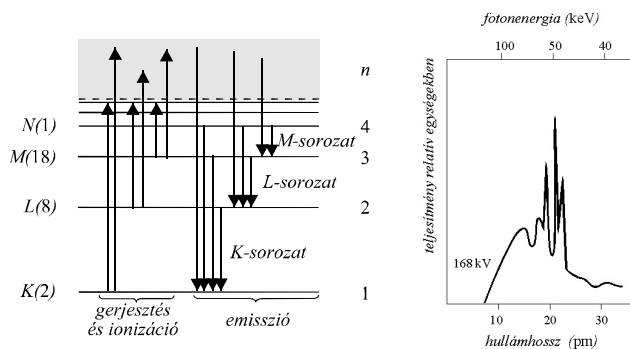 n
N(1)
4
M-sorozat
M(18)
3
L-sorozat
L(8)
2
K-sorozat
K(2)
1
gerjesztés
és ionizáció
emisszió
fotonenergia (keV)
100 50 40
teljesítmény relatív egységekben
168 kV
10 20 30
hullámhossz (pm)